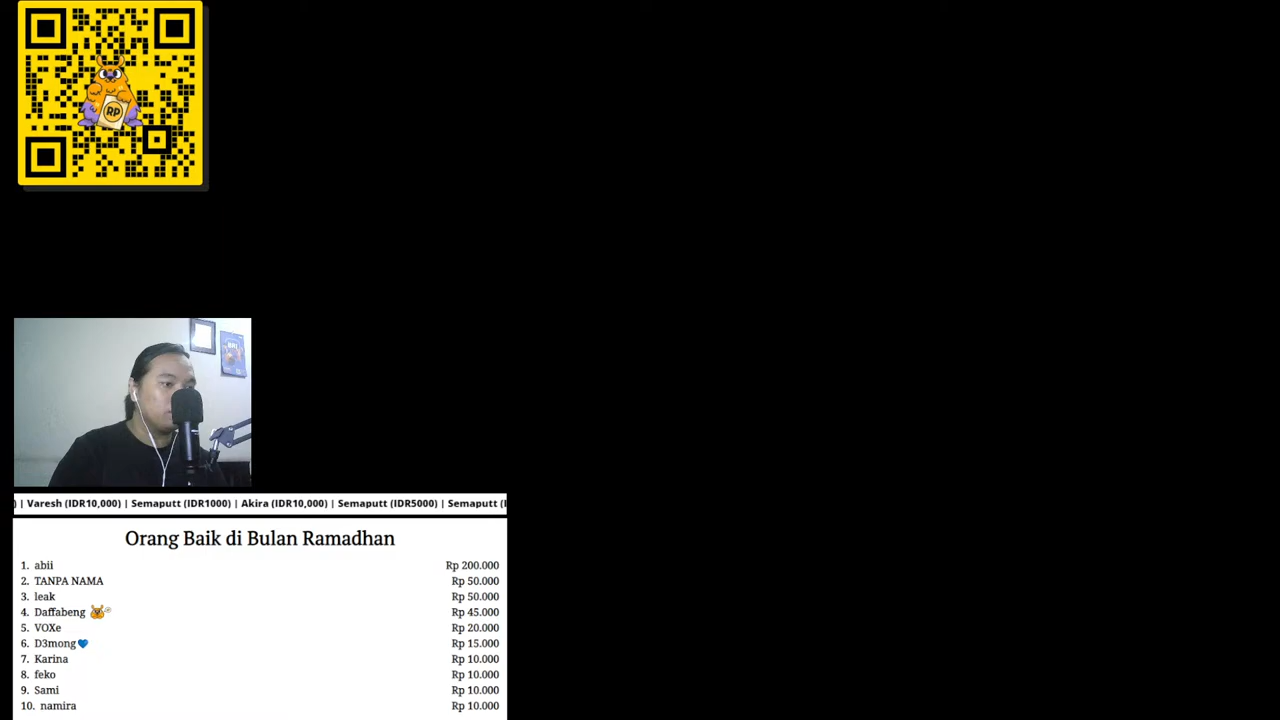 RP
) | Varesh (IDR10,000) | Semaputt (IDR1000) | Akira (IDR10,000) | Semaputt (IDR5000) | Semaputt (I
Orang Baik di Bulan Ramadhan
1. abii Rp 200.000
2. TANPA NAMA Rp 50.000
3. leak Rp 50.000
4. Daffabeng Rp 45.000
5. VOXe Rp 20.000
6. D3mong💙 Rp 15.000
7. Karina Rp 10.000
8. feko Rp 10.000
9. Sami Rp 10.000
10. namira Rp 10.000